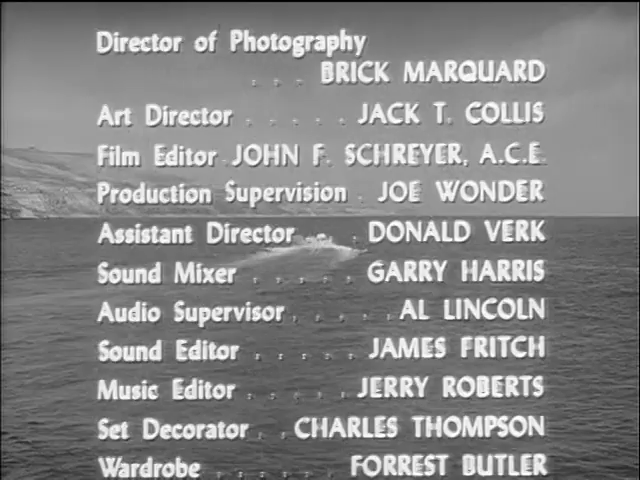 Director of Photography
. . . BRICK MARQUARD
Art Director . . . . . JACK T. COLLIS
Film Editor . JOHN F. SCHREYER, A.C.E.
Production Supervision . JOE WONDER
Assistant Director . . DONALD VERK
Sound Mixer . . . . . GARRY HARRIS
Audio Supervisor . . . . . AL LINCOLN
Sound Editor . . . . . JAMES FRITCH
Music Editor . . . . . JERRY ROBERTS
Set Decorator . . CHARLES THOMPSON
Wardrobe . . . . . FORREST BUTLER